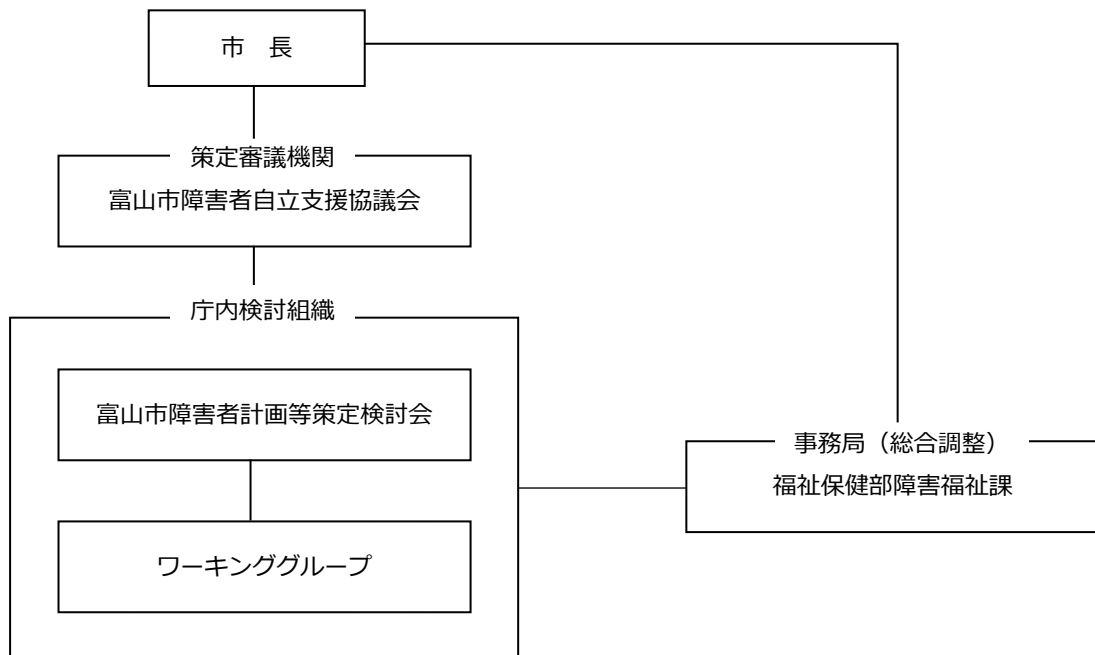 市　長
策定審議機関
富山市障害者自立支援協議会
庁内検討組織
富山市障害者計画等策定検討会
事務局（総合調整）
福祉保健部障害福祉課
ワーキンググループ